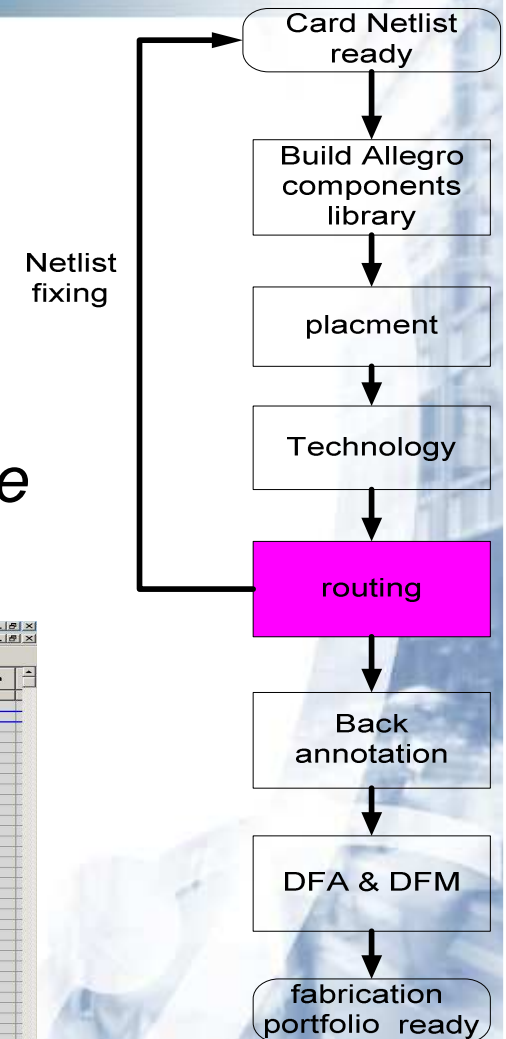 Card Netlist
ready
Build Allegro
components
library
Netlist
fixing
placment
Technology
e
routing
Back
annotation
DFA & DFM
fabrication
portfolio ready